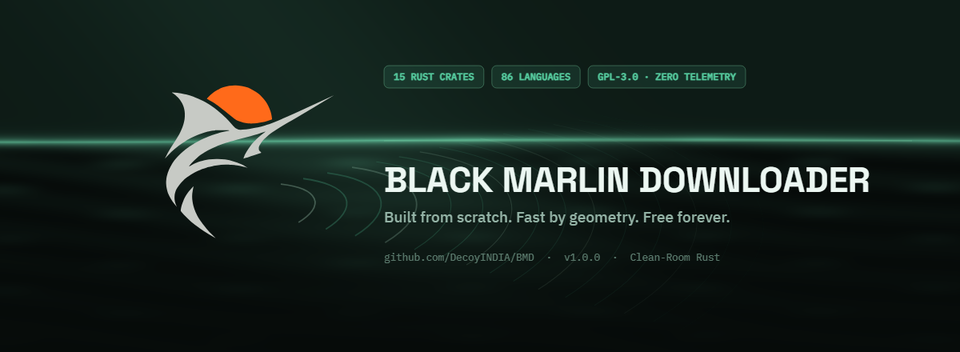 15 RUST CRATES 86 LANGUAGES GPL-3.0 · ZERO TELEMETRY
BLACK MARLIN DOWNLOADER
Built from scratch. Fast by geometry. Free forever.
github.com/DecoyINDIA/BMD · v1.0.0 · Clean-Room Rust